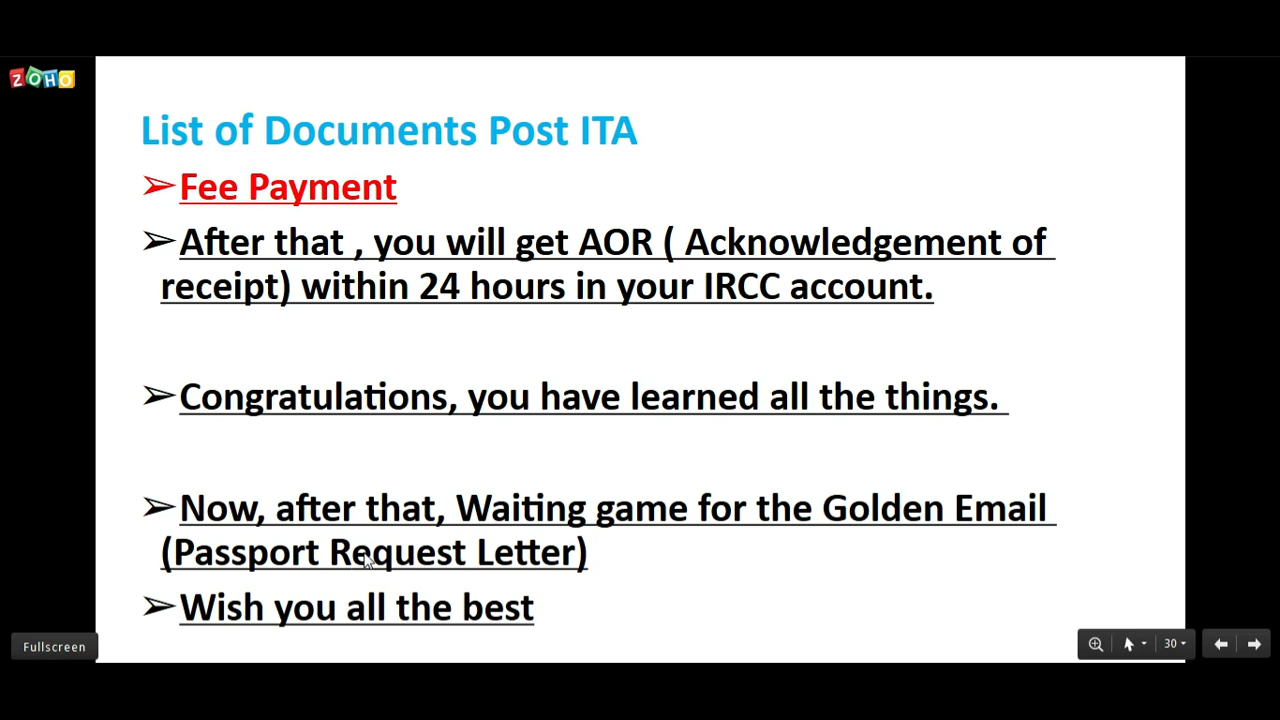 ZOHO
List of Documents Post ITA
➢Fee Payment
➢After that , you will get AOR ( Acknowledgement of
receipt) within 24 hours in your IRCC account.
➢Congratulations, you have learned all the things.
➢Now, after that, Waiting game for the Golden Email
(Passport Request Letter)
➢Wish you all the best
Fullscreen
30